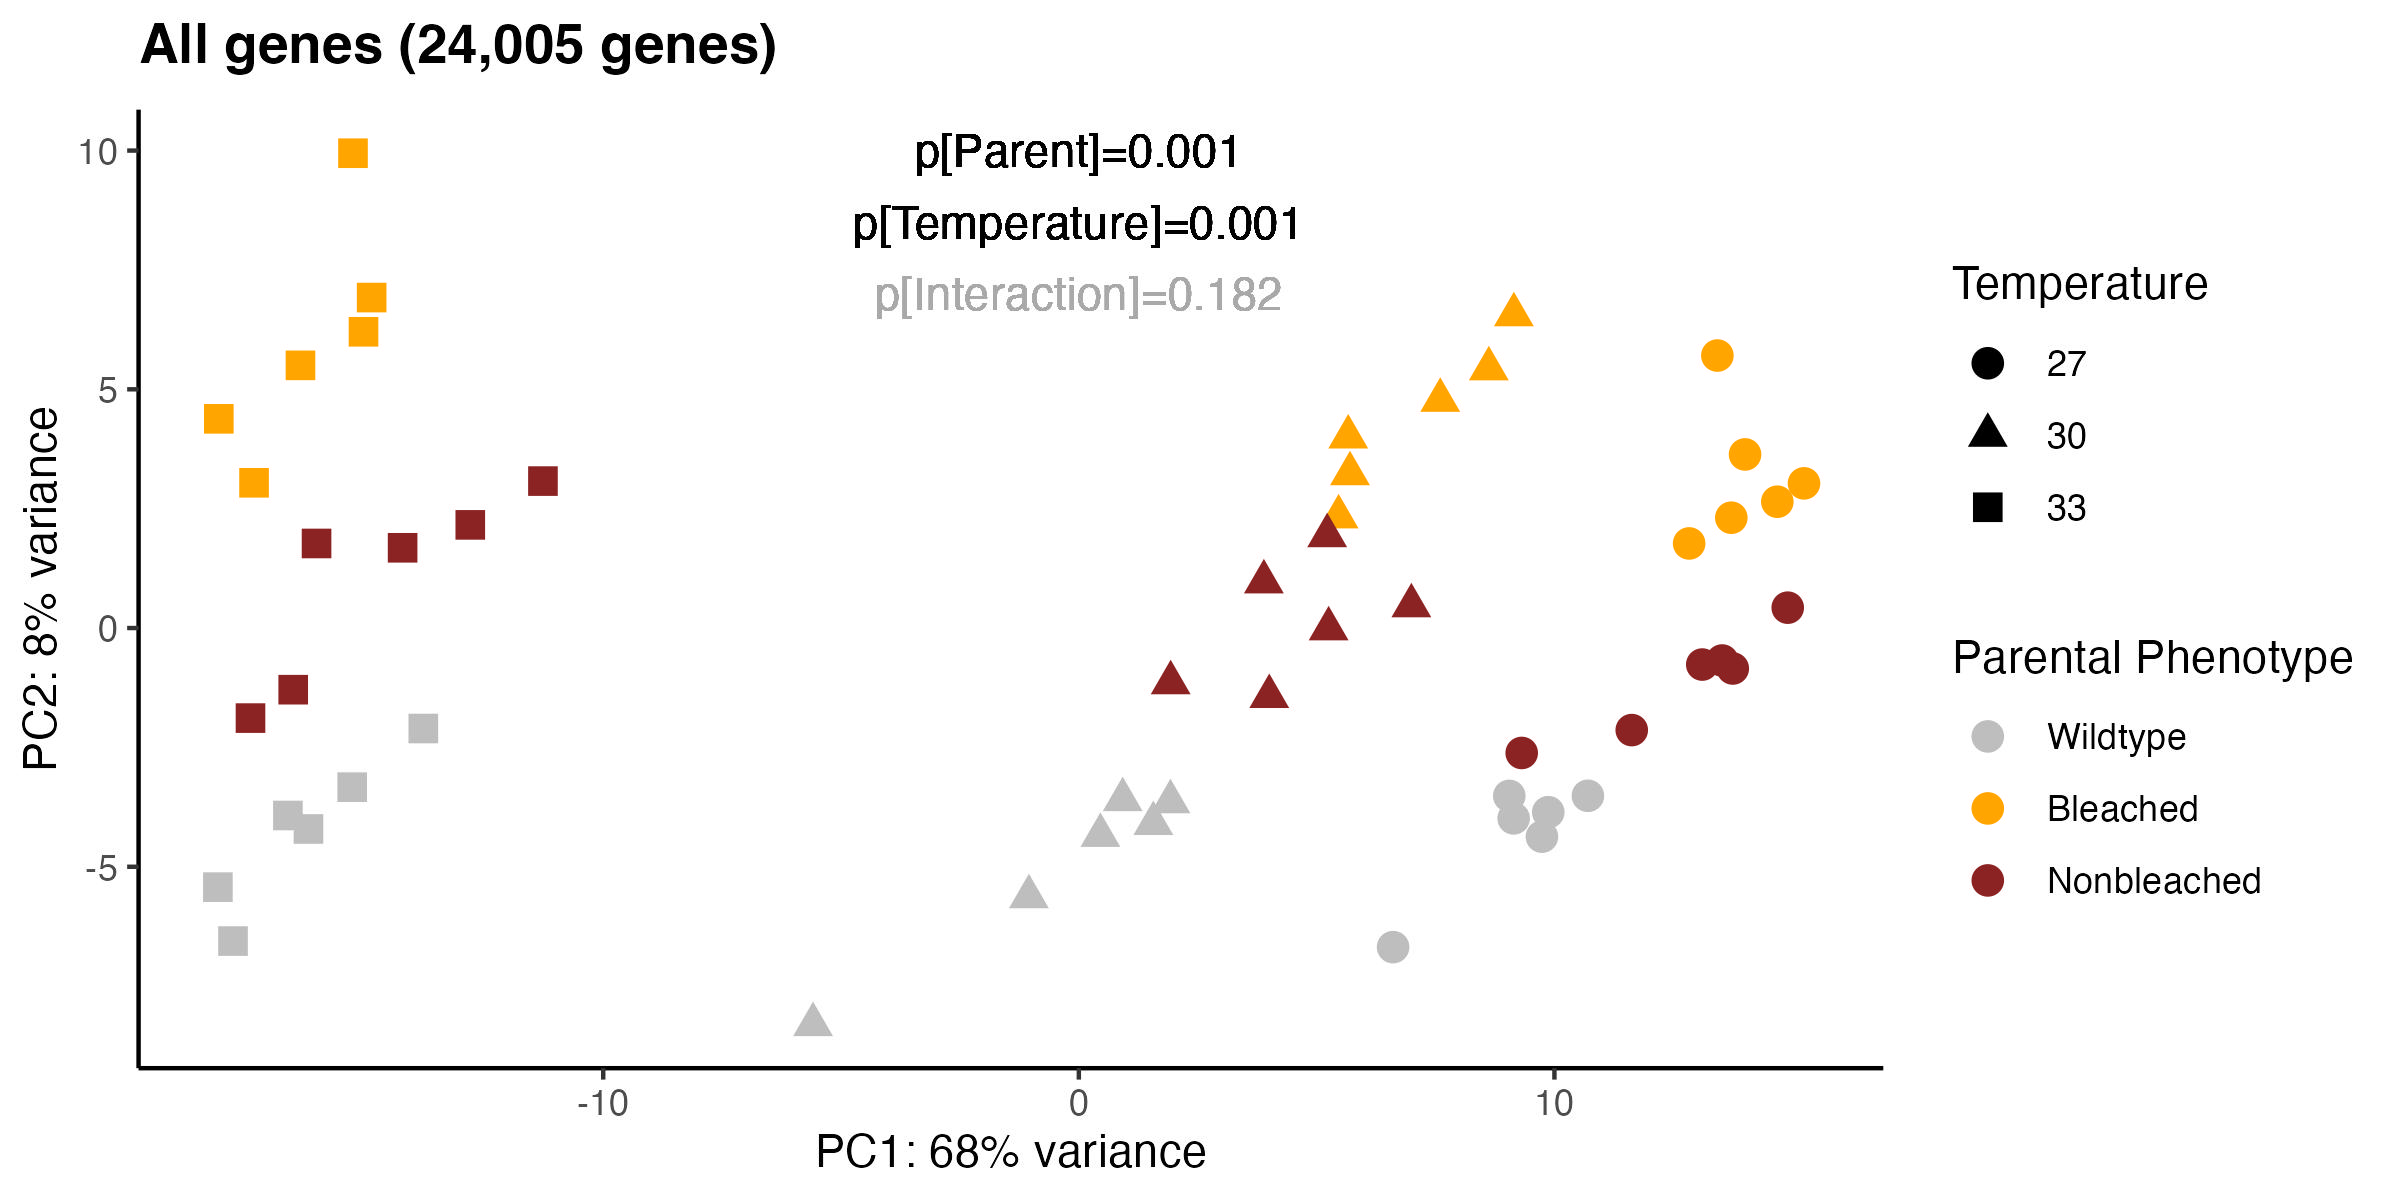 All genes (24,005 genes)
p[Parent]=0.001
p[Temperature]=0.001
p[Interaction]=0.182
10
5
0
-5
PC2: 8% variance
-10
0
10
PC1: 68% variance
Temperature
27
30
33
Parental Phenotype
Wildtype
Bleached
Nonbleached